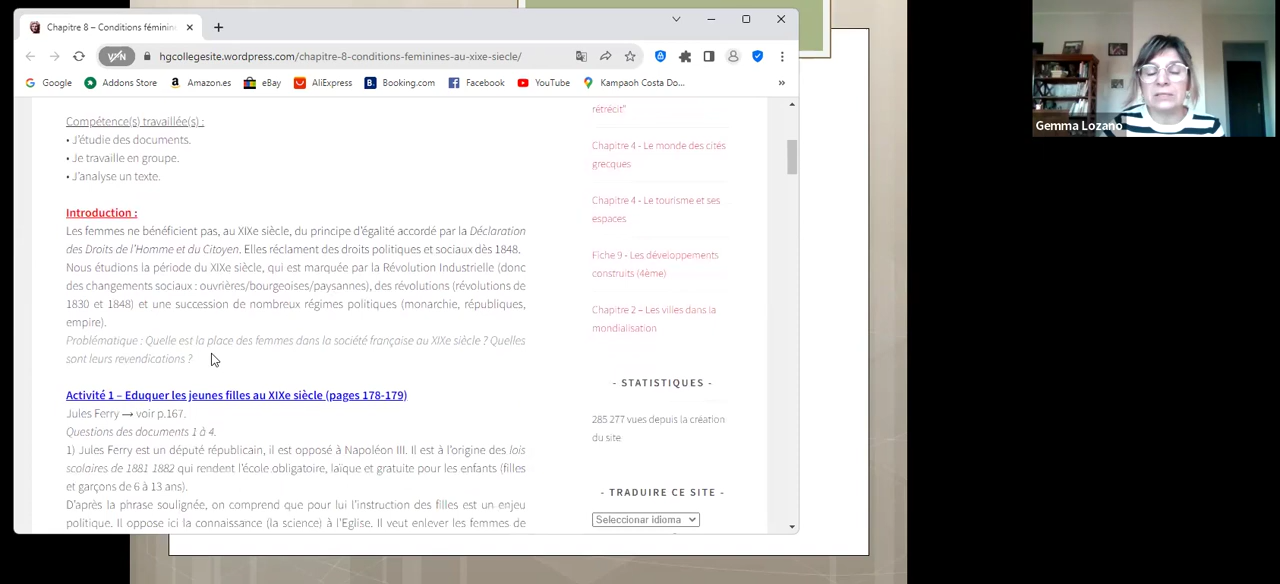 Chapitre 8 – Conditions féminin
hgcollegesite.wordpress.com/chapitre-8-conditions-feminines-au-xixe-siecle/
Google Addons Store Amazon.es eBay AliExpress Booking.com Facebook YouTube Kampaoh Costa Do... »
Compétence(s) travaillée(s) :
• J'étudie des documents.
• Je travaille en groupe.
• J'analyse un texte.
Introduction :
Les femmes ne bénéficient pas, au XIXe siècle, du principe d'égalité accordé par la Déclaration
des Droits de l'Homme et du Citoyen. Elles réclament des droits politiques et sociaux dès 1848.
Nous étudions la période du XIXe siècle, qui est marquée par la Révolution Industrielle (donc
des changements sociaux : ouvrières/bourgeoises/paysannes), des révolutions (révolutions de
1830 et 1848) et une succession de nombreux régimes politiques (monarchie, républiques,
empire).
Problématique : Quelle est la place des femmes dans la société française au XIXe siècle ? Quelles
sont leurs revendications ?
Activité 1 – Eduquer les jeunes filles au XIXe siècle (pages 178-179)
Jules Ferry → voir p.167.
Questions des documents 1 à 4.
1) Jules Ferry est un député républicain, il est opposé à Napoléon III. Il est à l'origine des lois
scolaires de 1881 1882 qui rendent l'école obligatoire, laïque et gratuite pour les enfants (filles
et garçons de 6 à 13 ans).
D'après la phrase soulignée, on comprend que pour lui l'instruction des filles est un enjeu
politique. Il oppose ici la connaissance (la science) à l'Eglise. Il veut enlever les femmes de
rétrécit"
Chapitre 4 - Le monde des cités
grecques
Chapitre 4 - Le tourisme et ses
espaces
Fiche 9 - Les développements
construits (4ème)
Chapitre 2 – Les villes dans la
mondialisation
- STATISTIQUES -
285 277 vues depuis la création
du site
- TRADUIRE CE SITE -
Seleccionar idioma
Gemma Lozano